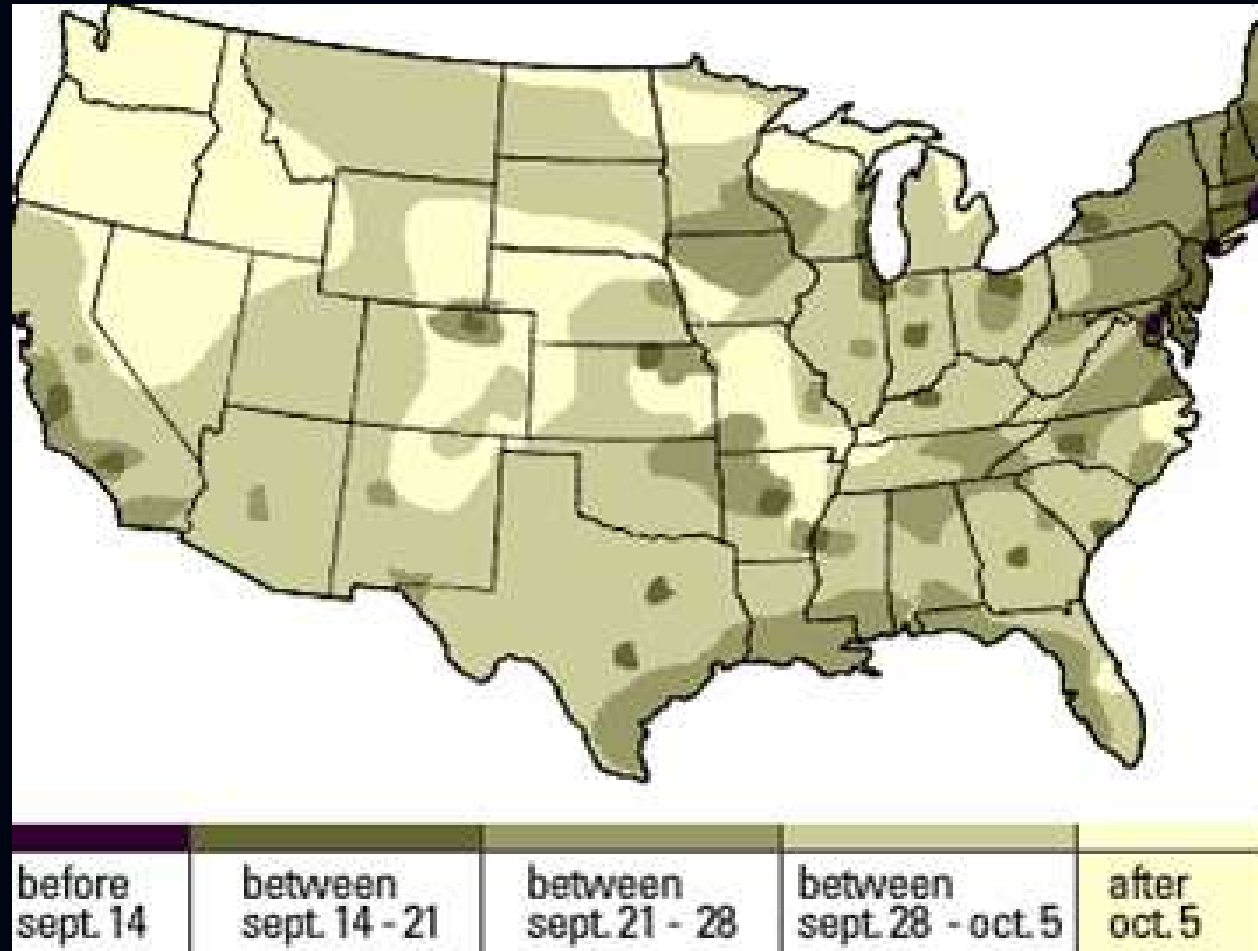 before
sept. 14
between
sept. 14 - 21
between
sept. 21 - 28
between
sept. 28 - oct. 5
after
oct. 5